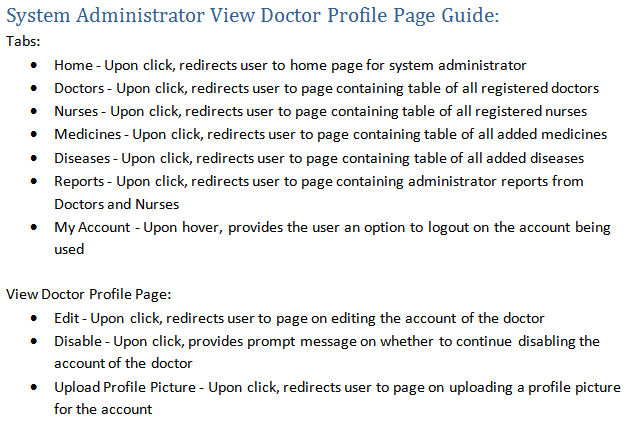 System Administrator View Doctor Profile Page Guide:
Tabs:
• Home - Upon click, redirects user to home page for system administrator
• Doctors - Upon click, redirects user to page containing table of all registered doctors
• Nurses - Upon click, redirects user to page containing table of all registered nurses
• Medicines - Upon click, redirects user to page containing table of all added medicines
• Diseases - Upon click, redirects user to page containing table of all added diseases
• Reports - Upon click, redirects user to page containing administrator reports from
Doctors and Nurses
• My Account - Upon hover, provides the user an option to logout on the account being
used
View Doctor Profile Page:
• Edit - Upon click, redirects user to page on editing the account of the doctor
• Disable - Upon click, provides prompt message on whether to continue disabling the
account of the doctor
• Upload Profile Picture - Upon click, redirects user to page on uploading a profile picture
for the account